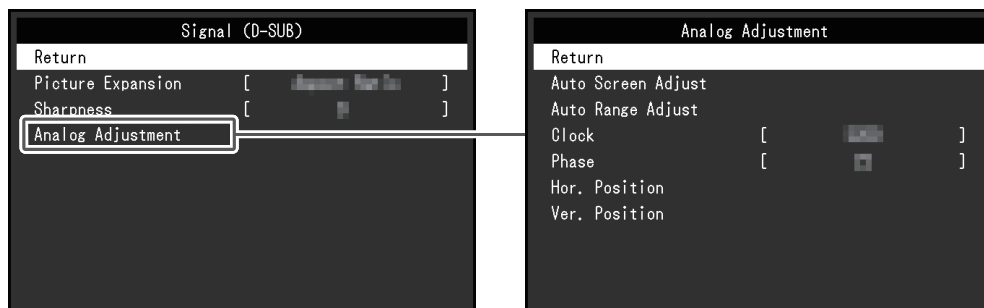 Signal (D-SUB)
Return
Picture Expansion [ ]
Sharpness [ ]
Analog Adjustment
Analog Adjustment
Return
Auto Screen Adjust
Auto Range Adjust
Clock [ ]
Phase [ ]
Hor. Position
Ver. Position